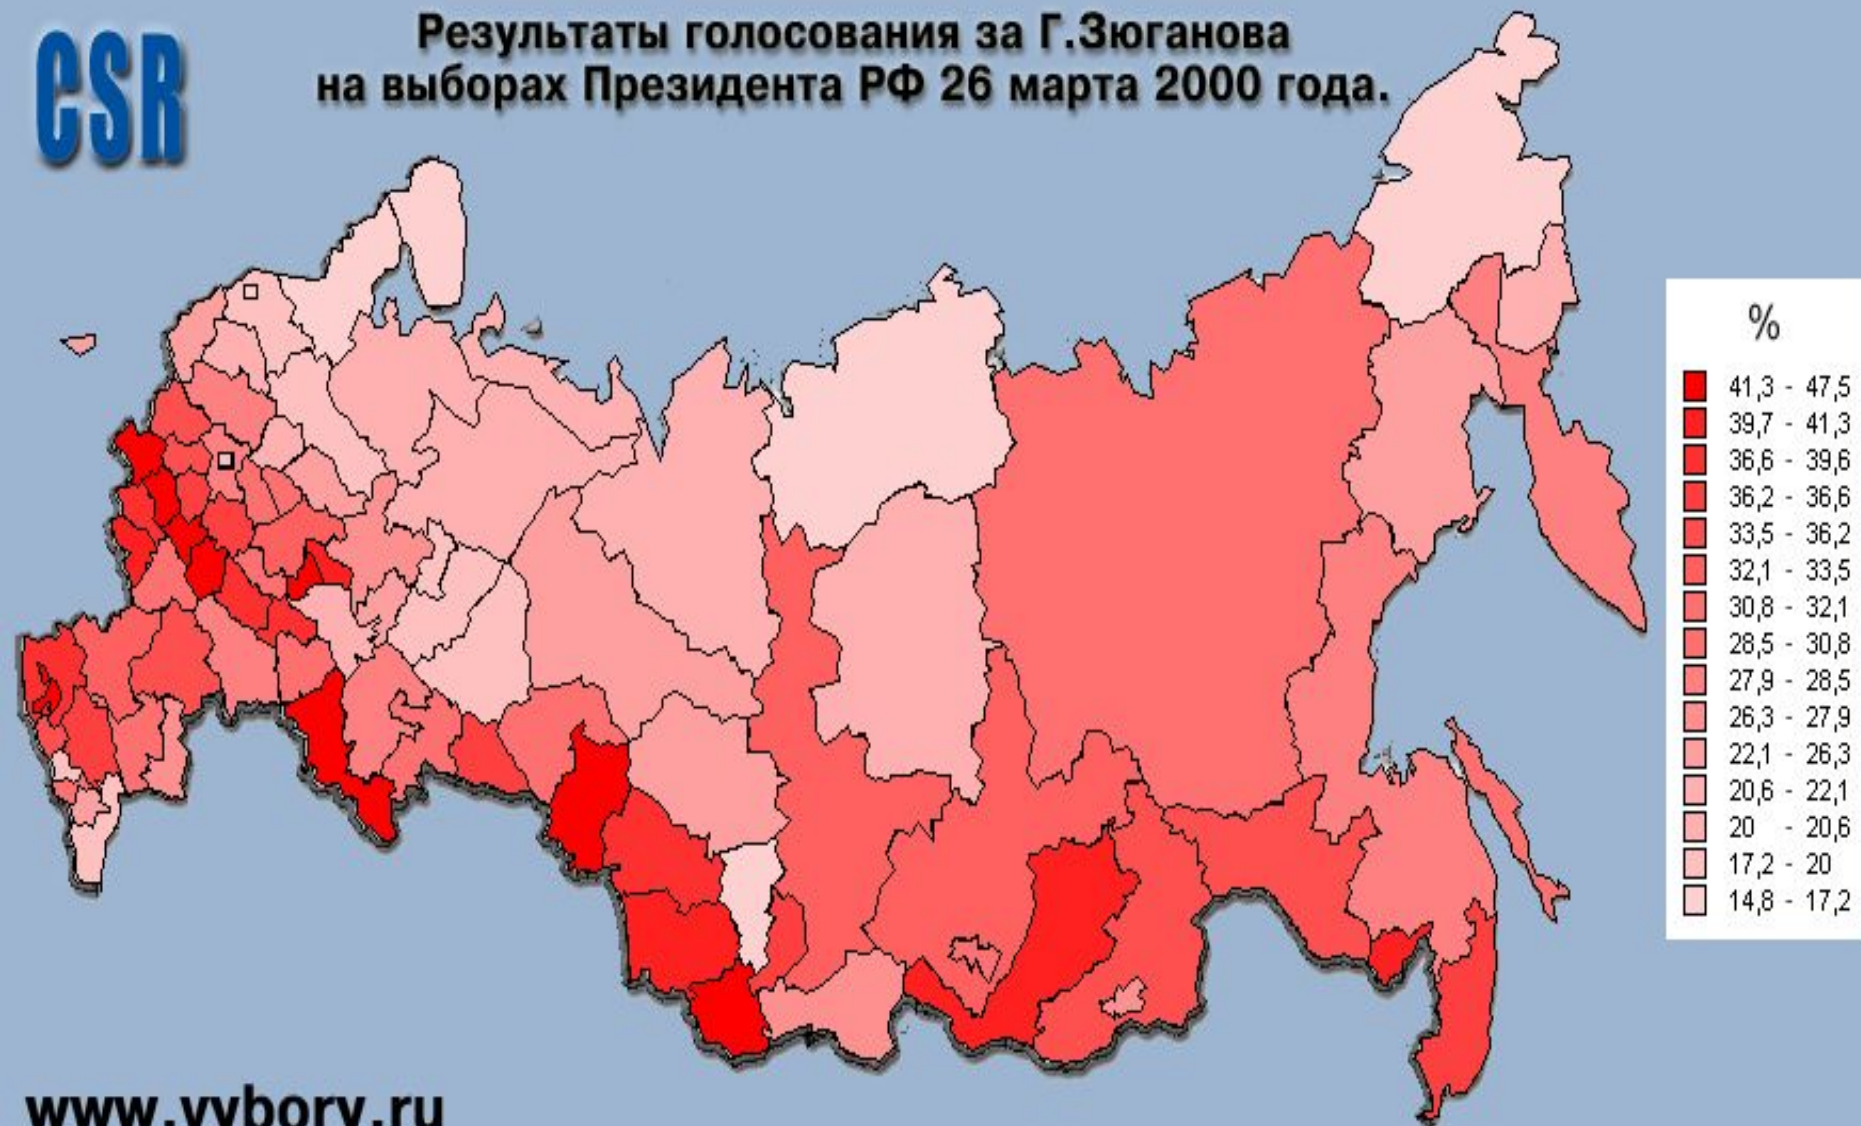 CSR
Результаты голосования за Г.Зюганова
на выборах Президента РФ 26 марта 2000 года.
%
41,3 - 47,5
39,7 - 41,3
36,6 - 39,6
36,2 - 36,6
33,5 - 36,2
32,1 - 33,5
30,8 - 32,1
28,5 - 30,8
27,9 - 28,5
26,3 - 27,9
22,1 - 26,3
20,6 - 22,1
20 - 20,6
17,2 - 20
14,8 - 17,2
www.vybory.ru